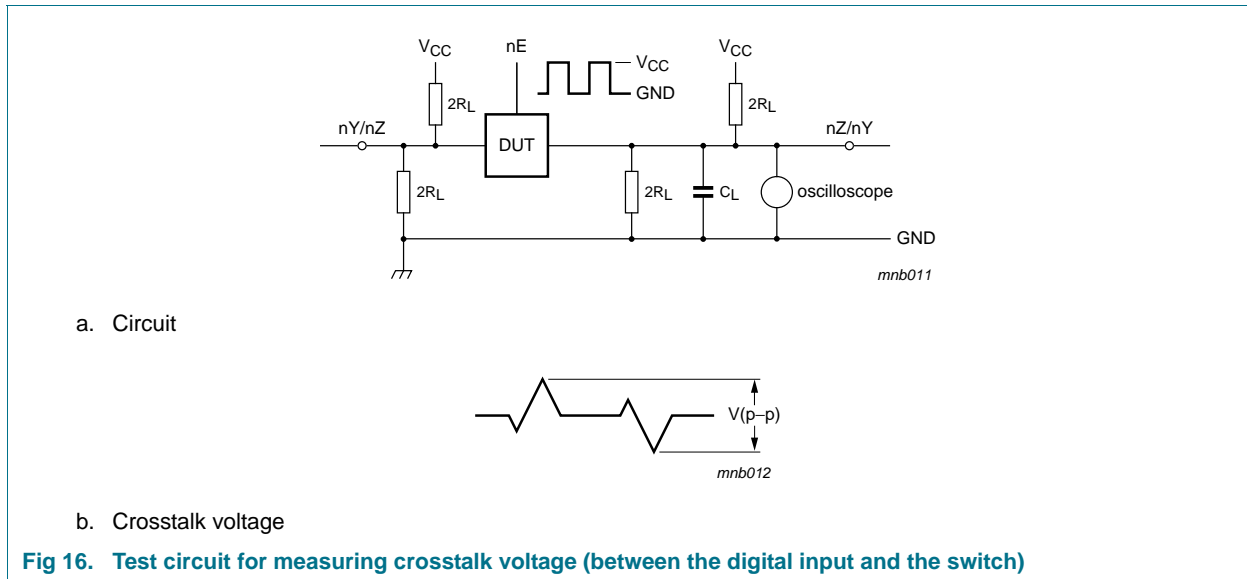 VCC nE VCC
VCC
GND
2RL 2RL
nY/nZ nZ/nY
DUT
2RL 2RL CL oscilloscope
GND
mnb011
a. Circuit
V(p−p)
mnb012
b. Crosstalk voltage
Fig 16. Test circuit for measuring crosstalk voltage (between the digital input and the switch)